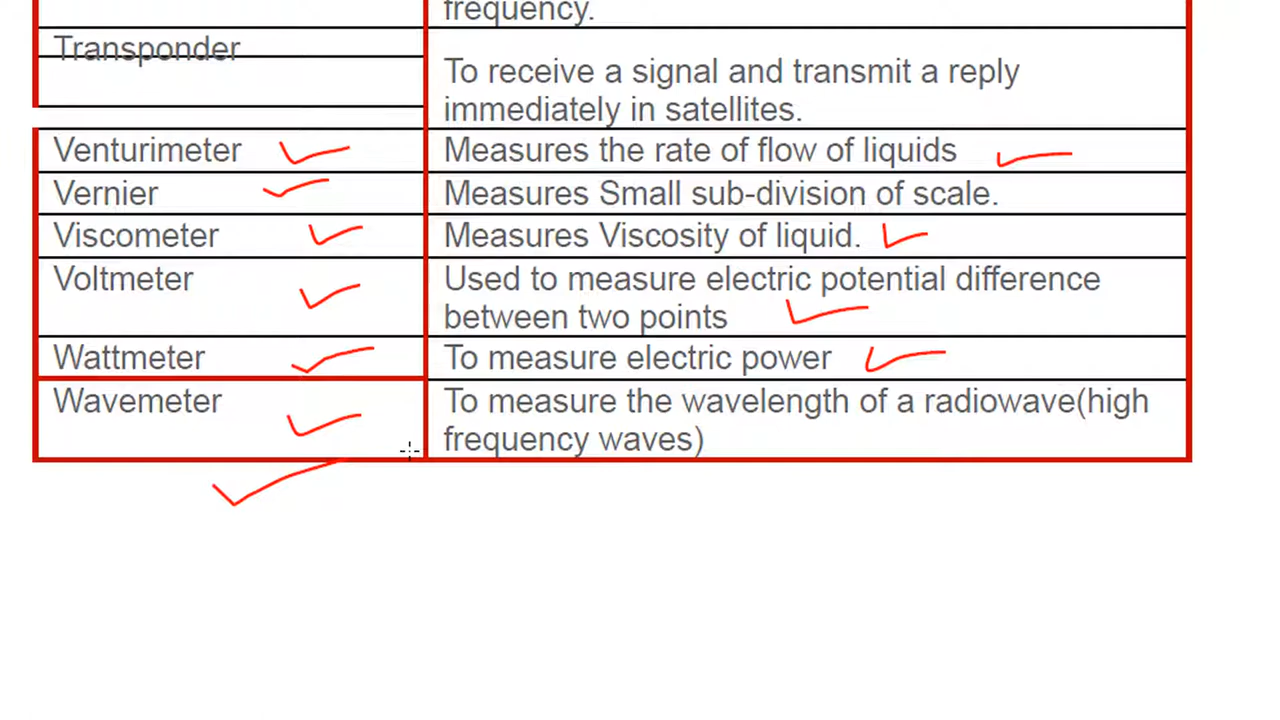 frequency.
Transponder
To receive a signal and transmit a reply
immediately in satellites.
Venturimeter
Measures the rate of flow of liquids
Vernier
Measures Small sub-division of scale.
Viscometer
Measures Viscosity of liquid.
Voltmeter
Used to measure electric potential difference
between two points
Wattmeter
To measure electric power
Wavemeter
To measure the wavelength of a radiowave(high
frequency waves)